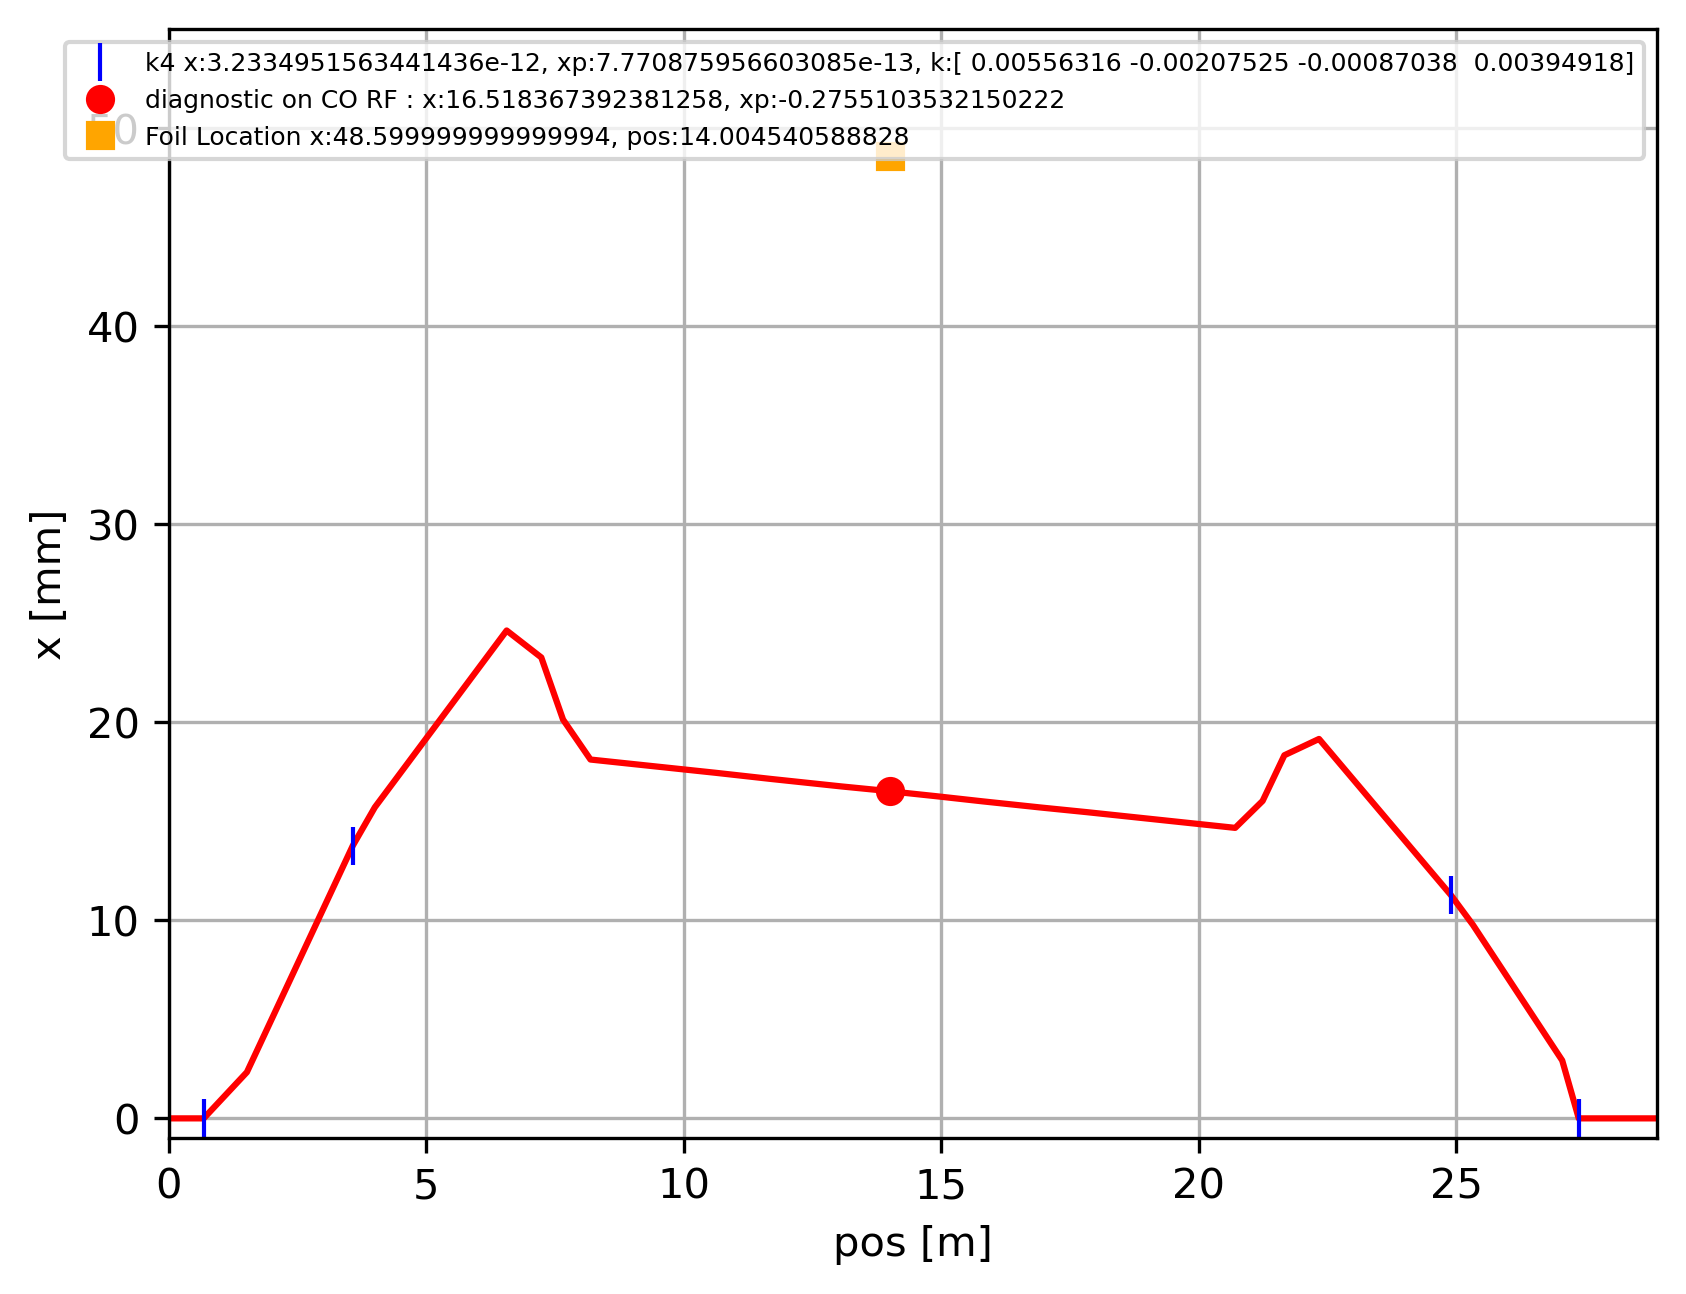 k4 x:3.2334951563441436e-12, xp:7.770875956603085e-13, k:[ 0.00556316 -0.00207525 -0.00087038  0.00394918]
diagnostic on CO RF : x:16.518367392381258, xp:-0.2755103532150222
Foil Location x:48.599999999999994, pos:14.004540588828
50
40
30
20
10
0
x [mm]
0 5 10 15 20 25
pos [m]